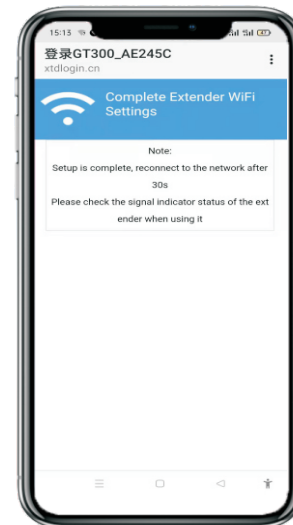 15:13
登录GT300_AE245C
xtdlogin.cn
Complete Extender WiFi
Settings
Note:
Setup is complete, reconnect to the network after
30s
Please check the signal indicator status of the ext
ender when using it